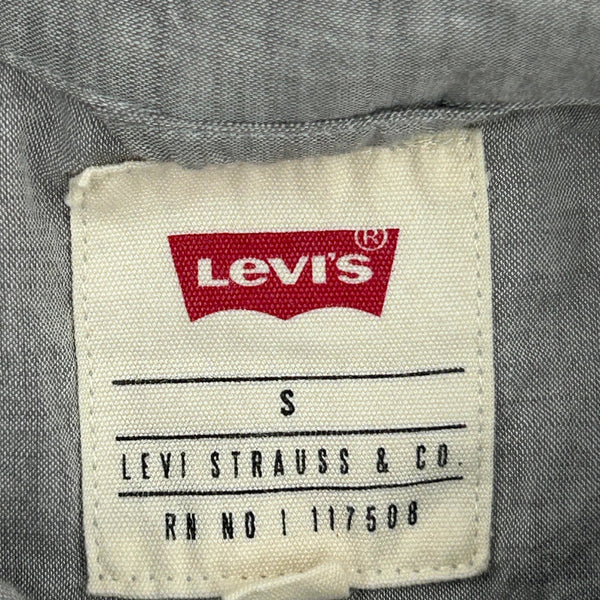 Levi's®
S
LEVI STRAUSS & CO.
RN NO | 117508